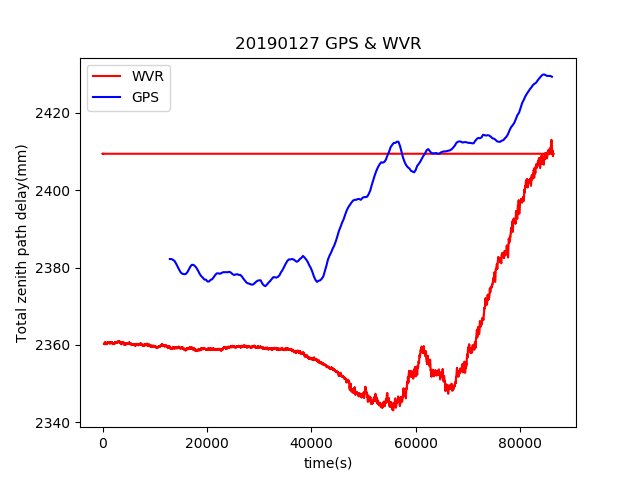 20190127 GPS & WVR
WVR
GPS
Total zenith path delay(mm)
2420
2400
2380
2360
2340
0 20000 40000 60000 80000
time(s)